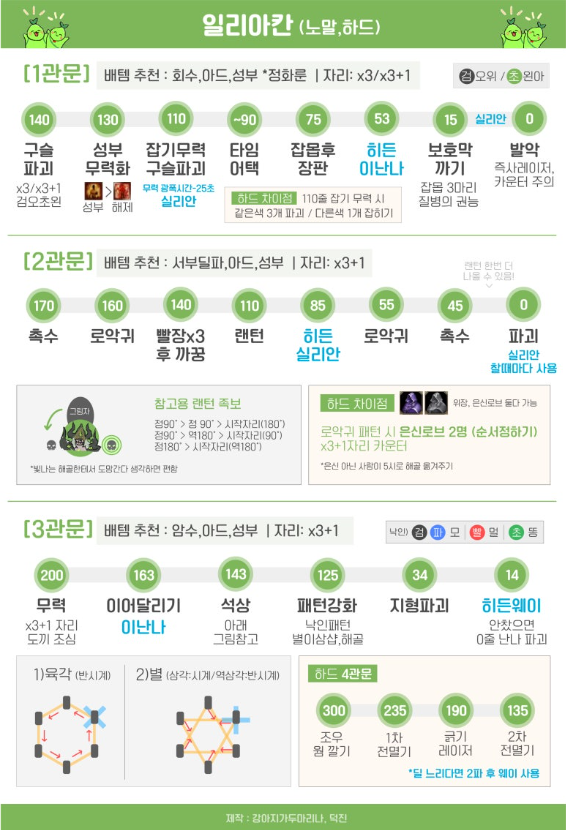 일리아칸 (노말,하드)
[1관문] 배템 추천 : 회수,아드,성부 *정화룬 | 자리: x3/x3+1
검오위 / 초왼아
140 130 110 ~90 75 53 15 실리안 0
구슬 파괴
x3/x3+1
검오초왼
성부 무력화
>
성부 해제
잡기무력 구슬파괴
무력 광폭시간-25초
실리안
타임 어택
잡몹후 장판
히든 이난나
보호막 까기
잡몹 3마리
질병의 권능
발악
즉사레이저,
카운터 주의
하드 차이점 110줄 잡기 무력 시
같은색 3개 파괴 / 다른색 1개 잡히기
[2관문] 배템 추천 : 서부딜파,아드,성부 | 자리: x3+1
랜턴 한번 더
나올 수 있음!
170 160 140 110 85 55 45 0
촉수
로악귀
빨장x3 후 까꿍
랜턴
히든 실리안
로악귀
촉수
파괴
실리안
찰때마다 사용
그림자
참고용 랜턴 족보
점90˚ > 점 90˚ > 시작자리(180˚)
점90˚ > 역180˚ > 시작자리(90˚)
점180˚ > 시작자리(역180˚)
*빛나는 해골한테서 도망간다 생각하면 편함
하드 차이점
위장, 은신로브 둘다 가능
로악귀 패턴 시 은신로브 2명 (순서정하기)
x3+1자리 카운터
*은신 아닌 사람이 5시로 해골 옮겨주기
[3관문] 배템 추천 : 암수,아드,성부 | 자리: x3+1
낙인) 검 파 모 | 빨 멀 | 초 똥
200 163 143 125 34 14
무력
x3+1 자리
도끼 조심
이어달리기
이난나
석상
아래
그림참고
패턴강화
낙인패턴
별이삼삽,해골
지형파괴
히든웨이
안찼으면
0줄 난나 파괴
1)육각 (반시계)
2)별 (삼각:시계/역삼각:반시계)
하드 4관문
300 235 190 135
조우
웜 깔기
1차
전멸기
긁기
레이저
2차
전멸기
*딜 느리다면 2파 후 웨이 사용
제작 : 강아지가두마리나, 덕진